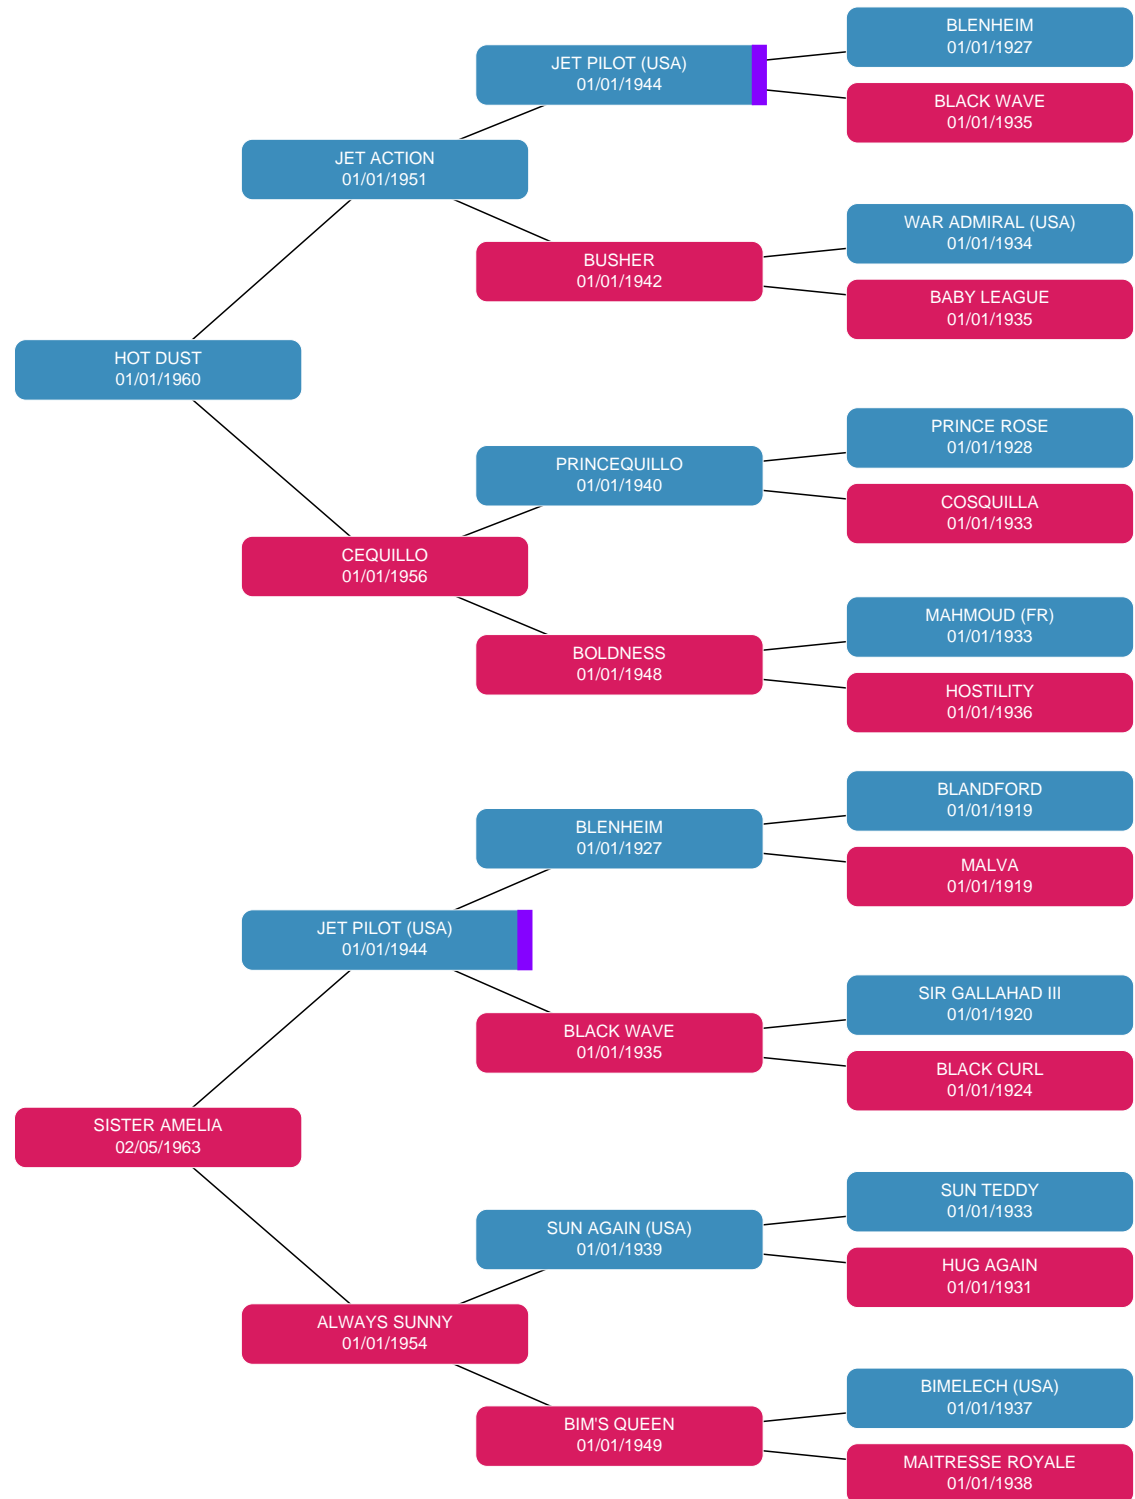 BLENHEIM
01/01/1927
JET PILOT (USA)
01/01/1944
BLACK WAVE
01/01/1935
JET ACTION
01/01/1951
WAR ADMIRAL (USA)
01/01/1934
BUSHER
01/01/1942
BABY LEAGUE
01/01/1935
HOT DUST
01/01/1960
PRINCE ROSE
01/01/1928
PRINCEQUILLO
01/01/1940
COSQUILLA
01/01/1933
CEQUILLO
01/01/1956
MAHMOUD (FR)
01/01/1933
BOLDNESS
01/01/1948
HOSTILITY
01/01/1936
BLANDFORD
01/01/1919
BLENHEIM
01/01/1927
MALVA
01/01/1919
JET PILOT (USA)
01/01/1944
SIR GALLAHAD III
01/01/1920
BLACK WAVE
01/01/1935
BLACK CURL
01/01/1924
SISTER AMELIA
02/05/1963
SUN TEDDY
01/01/1933
SUN AGAIN (USA)
01/01/1939
HUG AGAIN
01/01/1931
ALWAYS SUNNY
01/01/1954
BIMELECH (USA)
01/01/1937
BIM'S QUEEN
01/01/1949
MAITRESSE ROYALE
01/01/1938